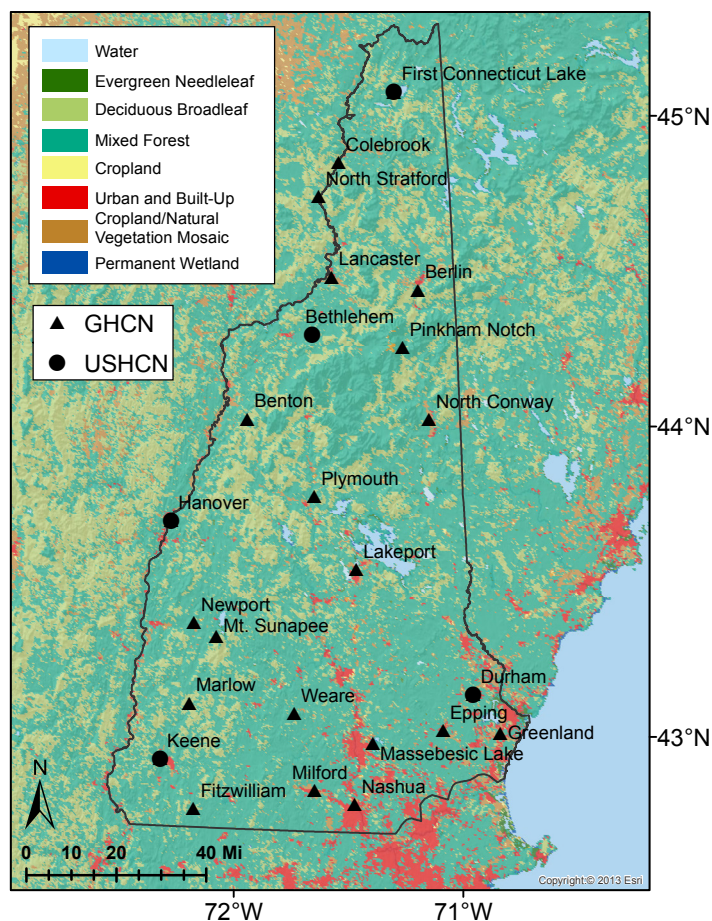 Water
Evergreen Needleleaf
Deciduous Broadleaf
Mixed Forest
Cropland
Urban and Built-Up
Cropland/Natural
Vegetation Mosaic
Permanent Wetland
GHCN
USHCN
First Connecticut Lake
45°N
Colebrook
North Stratford
Lancaster
Berlin
Bethlehem
Pinkham Notch
Benton
North Conway
44°N
Plymouth
Hanover
Lakeport
Newport
Mt. Sunapee
Marlow
Weare
Durham
Epping
Greenland
43°N
Keene
Massebesic Lake
Milford
Nashua
Fitzwilliam
N
0 10 20 40 Mi
Copyright:© 2013 Esri
72°W
71°W